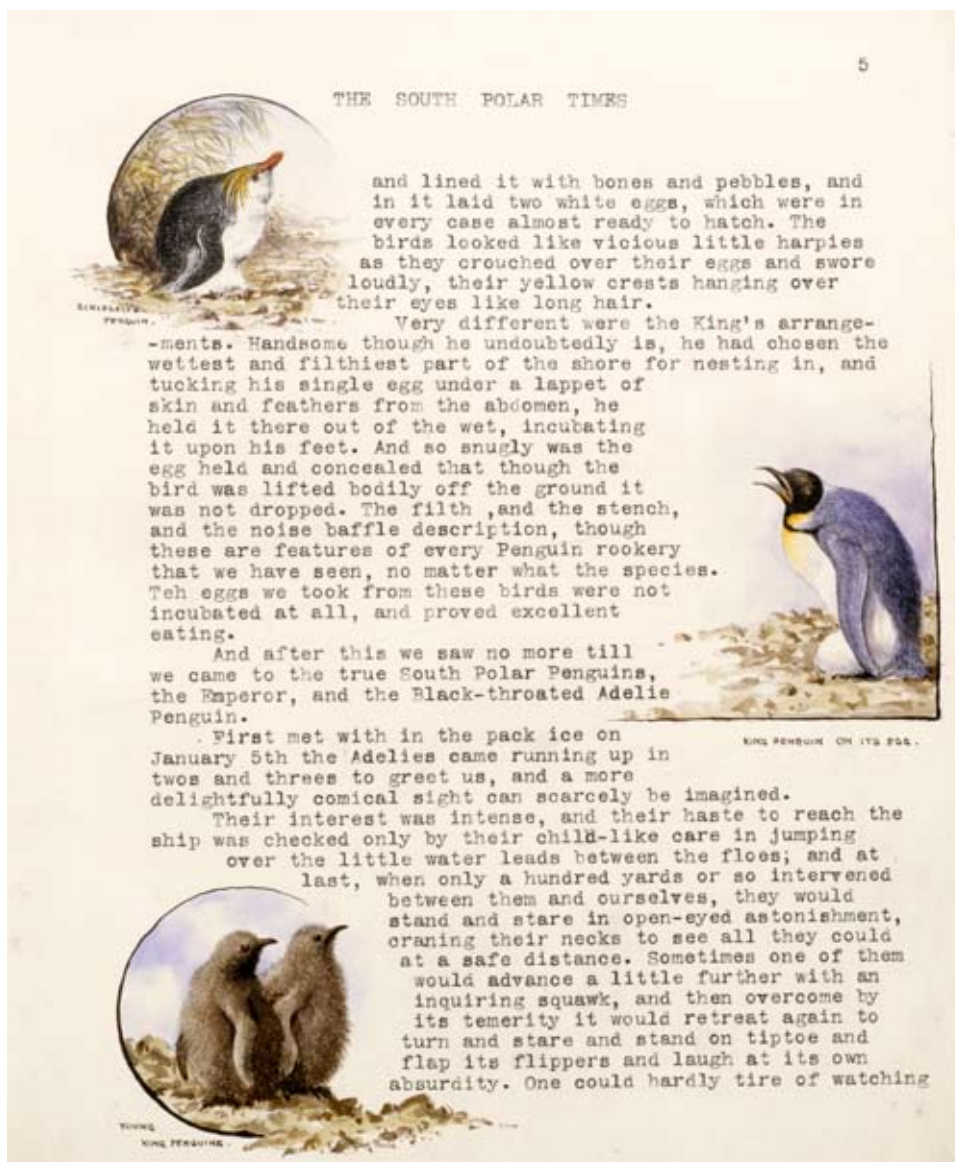 5
THE SOUTH POLAR TIMES
and lined it with bones and pebbles, and
in it laid two white eggs, which were in
every case almost ready to hatch. The
birds looked like vicious little harpies
as they crouched over their eggs and swore
loudly, their yellow crests hanging over
their eyes like long hair.
SCHLEGEL'S
PENGUIN.
Very different were the King's arrange-
-ments. Handsome though he undoubtedly is, he had chosen the
wettest and filthiest part of the shore for nesting in, and
tucking his single egg under a lappet of
skin and feathers from the abdomen, he
held it there out of the wet, incubating
it upon his feet. And so snugly was the
egg held and concealed that though the
bird was lifted bodily off the ground it
was not dropped. The filth ,and the stench,
and the noise baffle description, though
these are features of every Penguin rookery
that we have seen, no matter what the species.
Teh eggs we took from these birds were not
incubated at all, and proved excellent
eating.
And after this we saw no more till
we came to the true South Polar Penguins,
the Emperor, and the Black-throated Adelie
Penguin.
KING PENGUIN ON ITS EGG.
First met with in the pack ice on
January 5th the Adelies came running up in
twos and threes to greet us, and a more
delightfully comical sight can scarcely be imagined.
Their interest was intense, and their haste to reach the
ship was checked only by their child-like care in jumping
over the little water leads between the floes; and at
last, when only a hundred yards or so intervened
between them and ourselves, they would
stand and stare in open-eyed astonishment,
craning their necks to see all they could
at a safe distance. Sometimes one of them
would advance a little further with an
inquiring squawk, and then overcome by
its temerity it would retreat again to
turn and stare and stand on tiptoe and
flap its flippers and laugh at its own
absurdity. One could hardly tire of watching
YOUNG
KING PENGUINS.